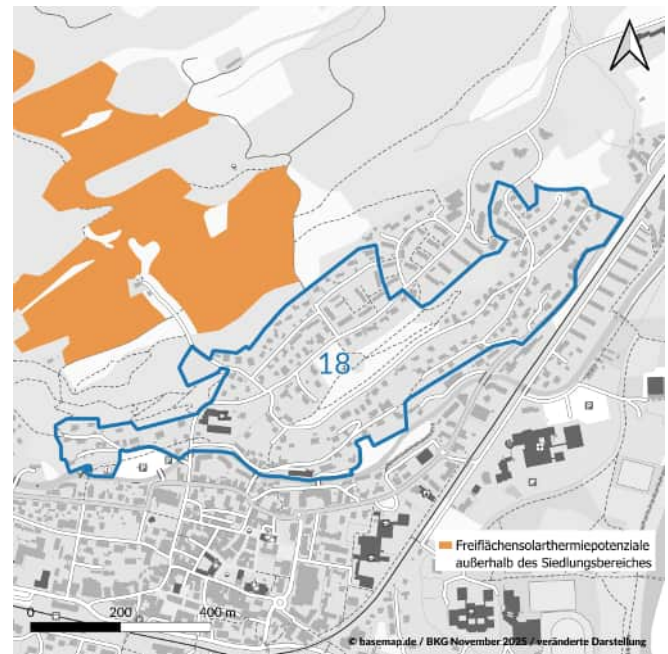 18
P
P
P
P
Freiflächensolarthermiepotenziale
außerhalb des Siedlungsbereiches
0 200 400 m
© basemap.de / BKG November 2025 / veränderte Darstellung